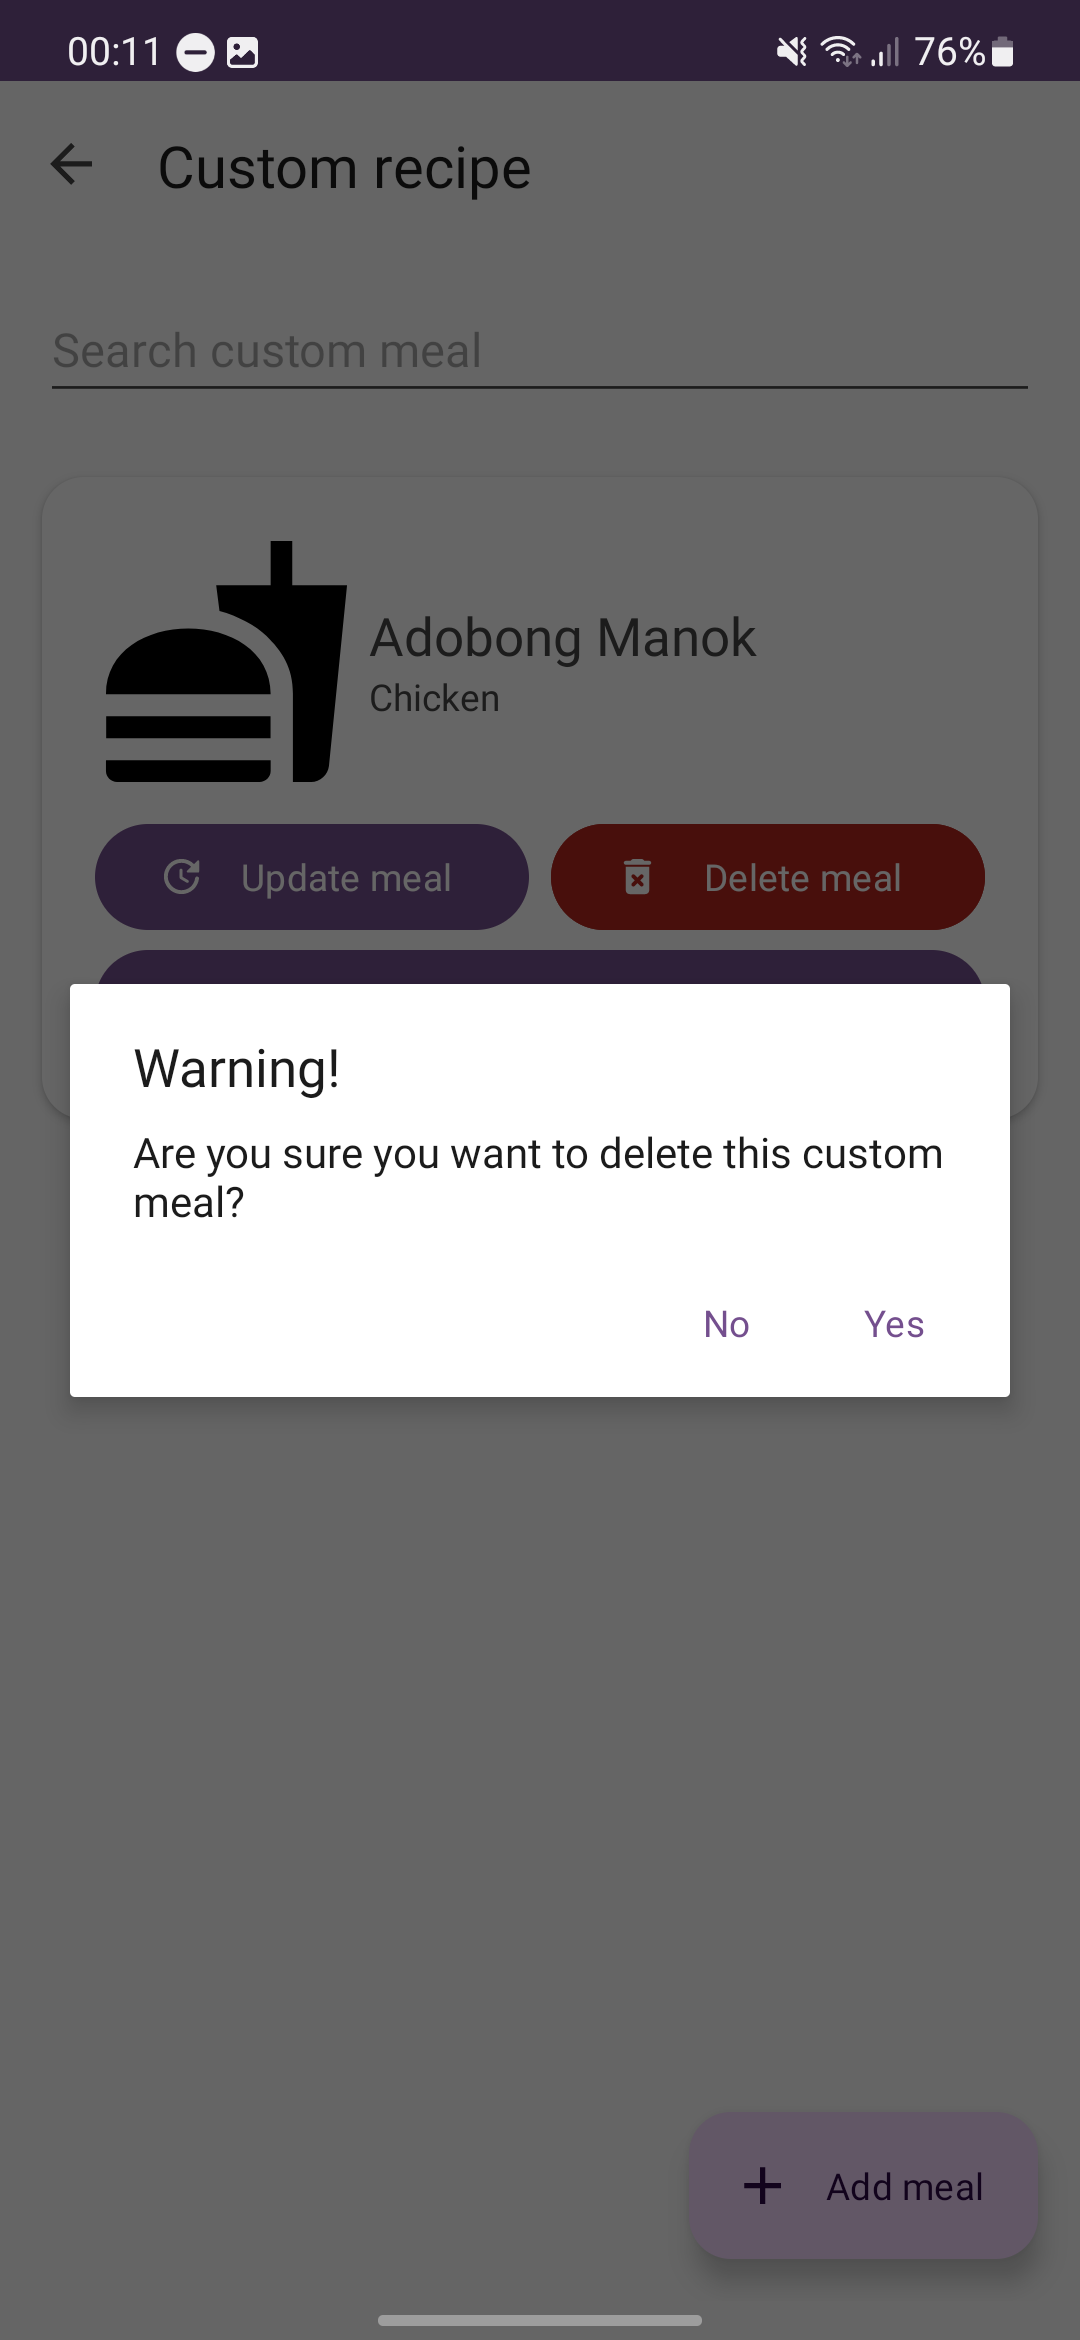 00:11 76%
Custom recipe
Search custom meal
Adobong Manok
Chicken
Update meal Delete meal
Warning!
Are you sure you want to delete this custom
meal?
No Yes
Add meal